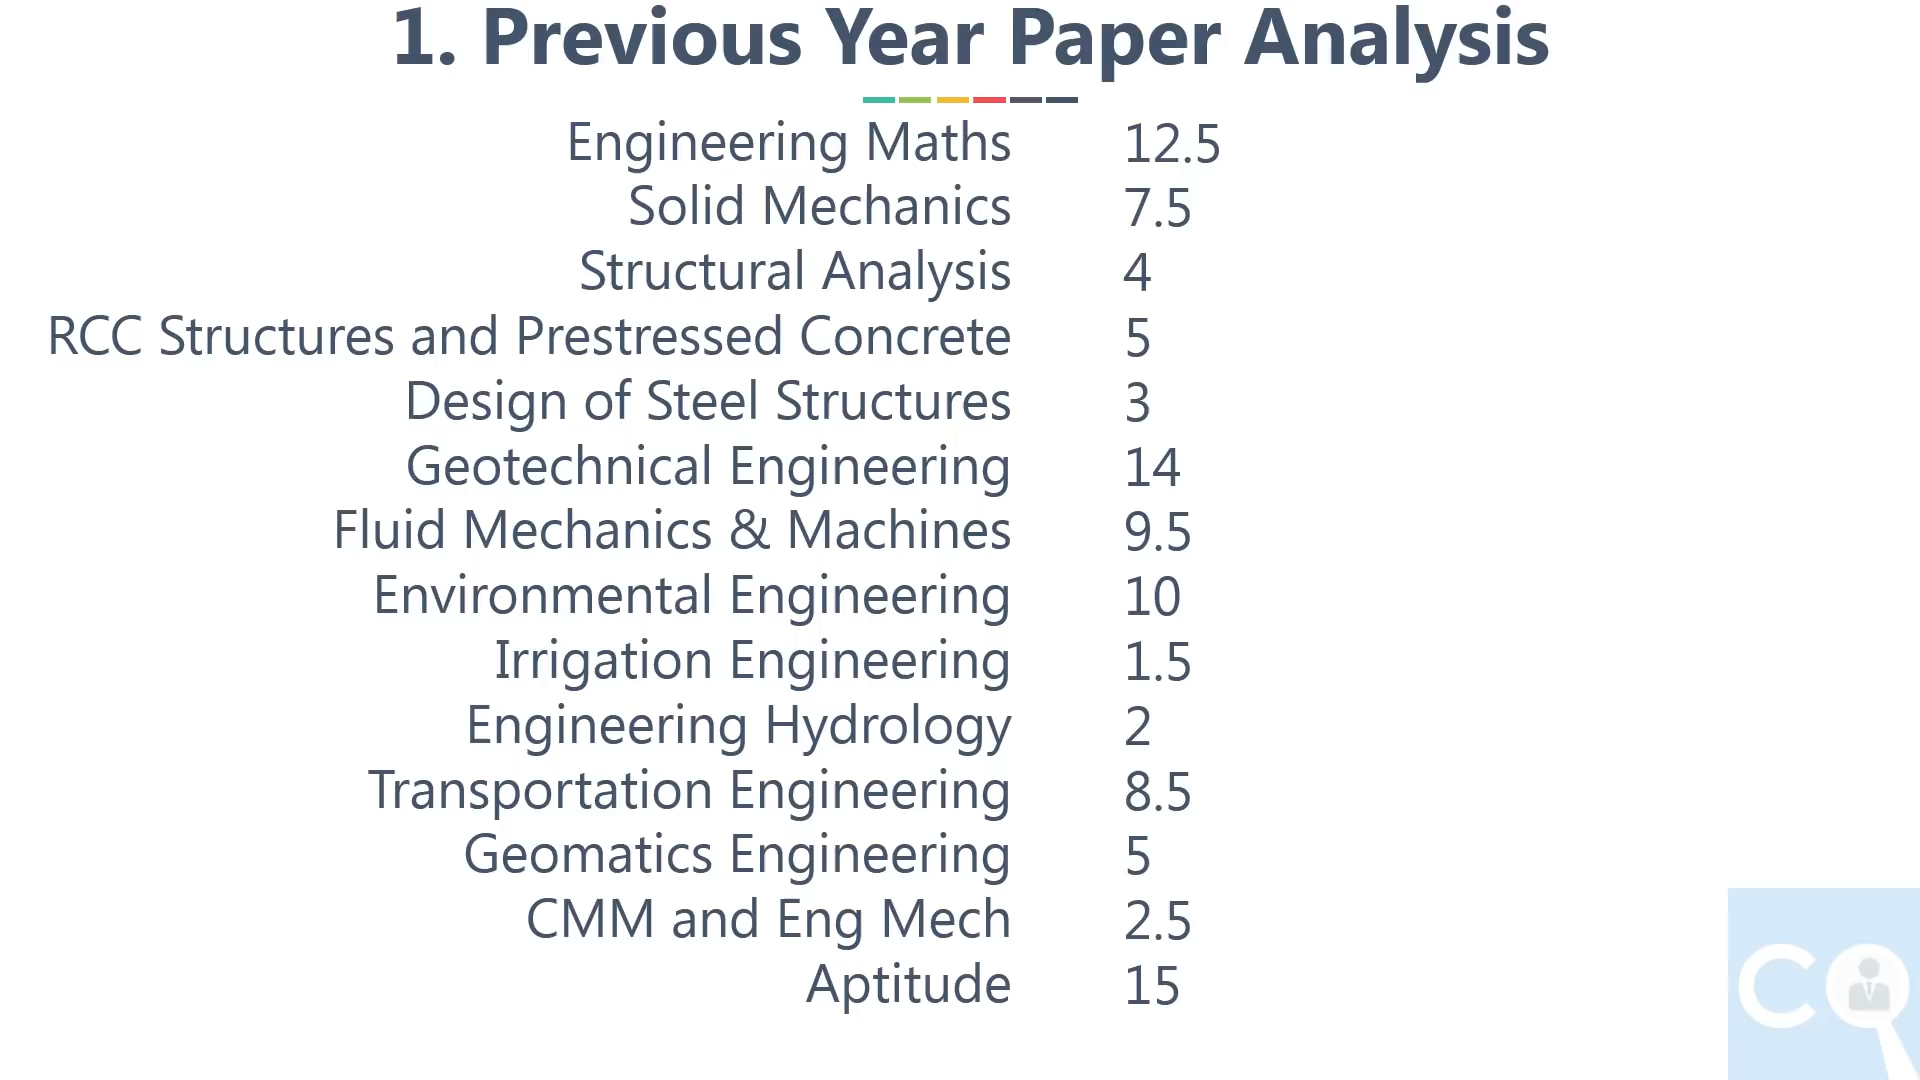 1. Previous Year Paper Analysis
Engineering Maths 12.5
Solid Mechanics 7.5
Structural Analysis 4
RCC Structures and Prestressed Concrete 5
Design of Steel Structures 3
Geotechnical Engineering 14
Fluid Mechanics & Machines 9.5
Environmental Engineering 10
Irrigation Engineering 1.5
Engineering Hydrology 2
Transportation Engineering 8.5
Geomatics Engineering 5
CMM and Eng Mech 2.5
Aptitude 15
C